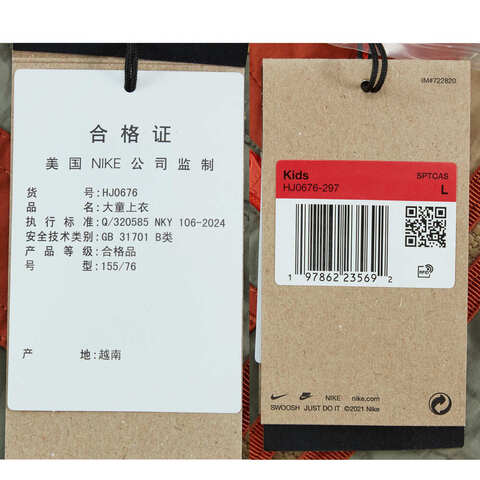 合格证
美国 NIKE 公司监制
货 号:HJ0676
品 名:大童上衣
执行标准:Q/320585 NKY 106-2024
安全技术类别:GB 31701 B类
产品等级:合格品
号 型:155/76
产 地:越南
IM#722820
Kids SPTCAS
HJ0676-297 L
1 97862 23569 2
RFID
NIKE nike.com
SWOOSH JUST DO IT ©2021 Nike